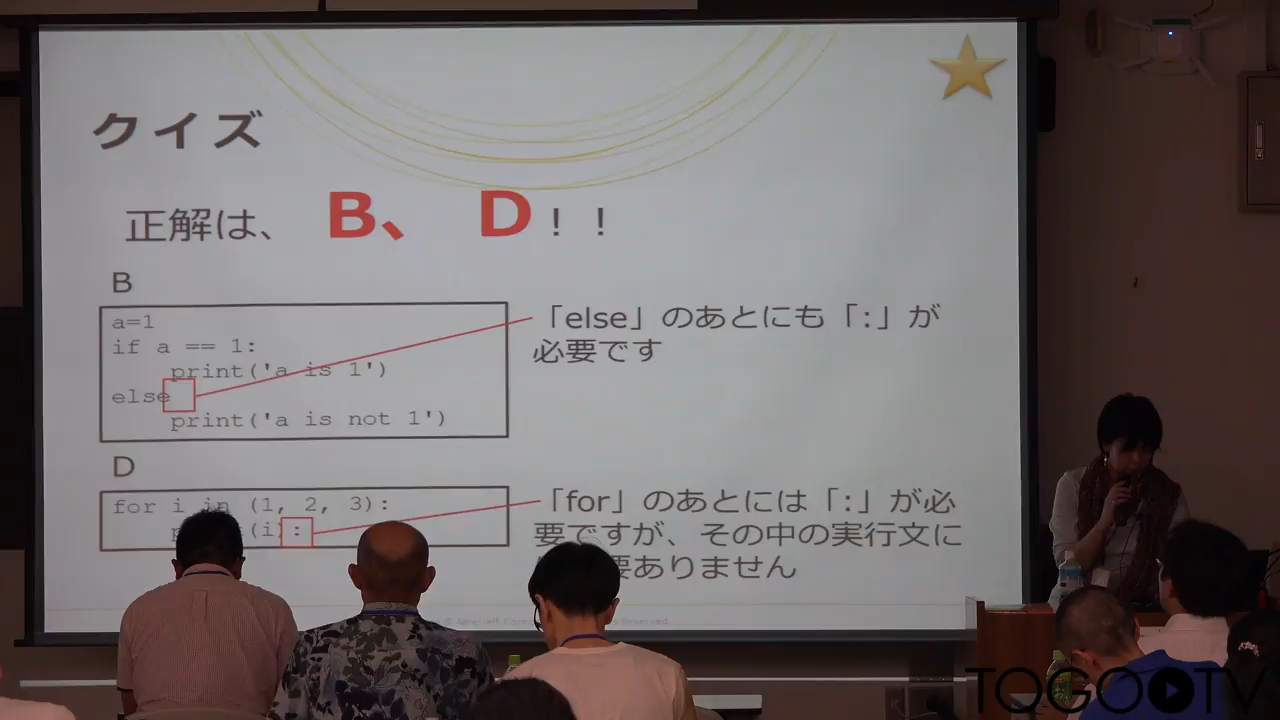 クイズ
正解は、 B、 D！！
B
a=1
if a == 1:
print('a is 1')
else
print('a is not 1')
「else」のあとにも「:」が
必要です
D
for i in (1, 2, 3):
(i):
「for」のあとには「:」が必
要ですが、その中の実行文に
要ありません
TOGOTV